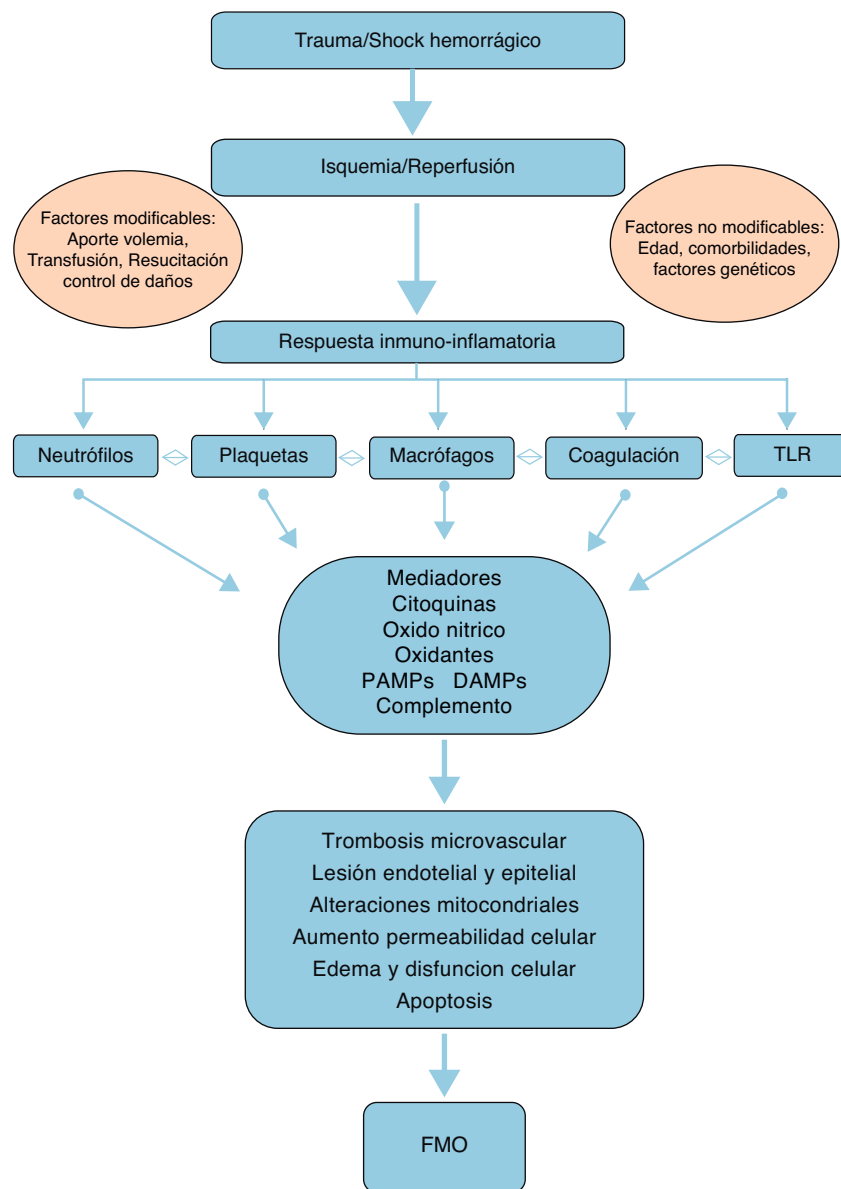 Trauma/Shock hemorrágico
Isquemia/Reperfusión
Factores modificables:
Aporte volemia,
Transfusión, Resucitación
control de daños
Factores no modificables:
Edad, comorbilidades,
factores genéticos
Respuesta inmuno-inflamatoria
Neutrófilos
Plaquetas
Macrófagos
Coagulación
TLR
Mediadores
Citoquinas
Oxido nitrico
Oxidantes
PAMPs DAMPs
Complemento
Trombosis microvascular
Lesión endotelial y epitelial
Alteraciones mitocondriales
Aumento permeabilidad celular
Edema y disfuncion celular
Apoptosis
FMO